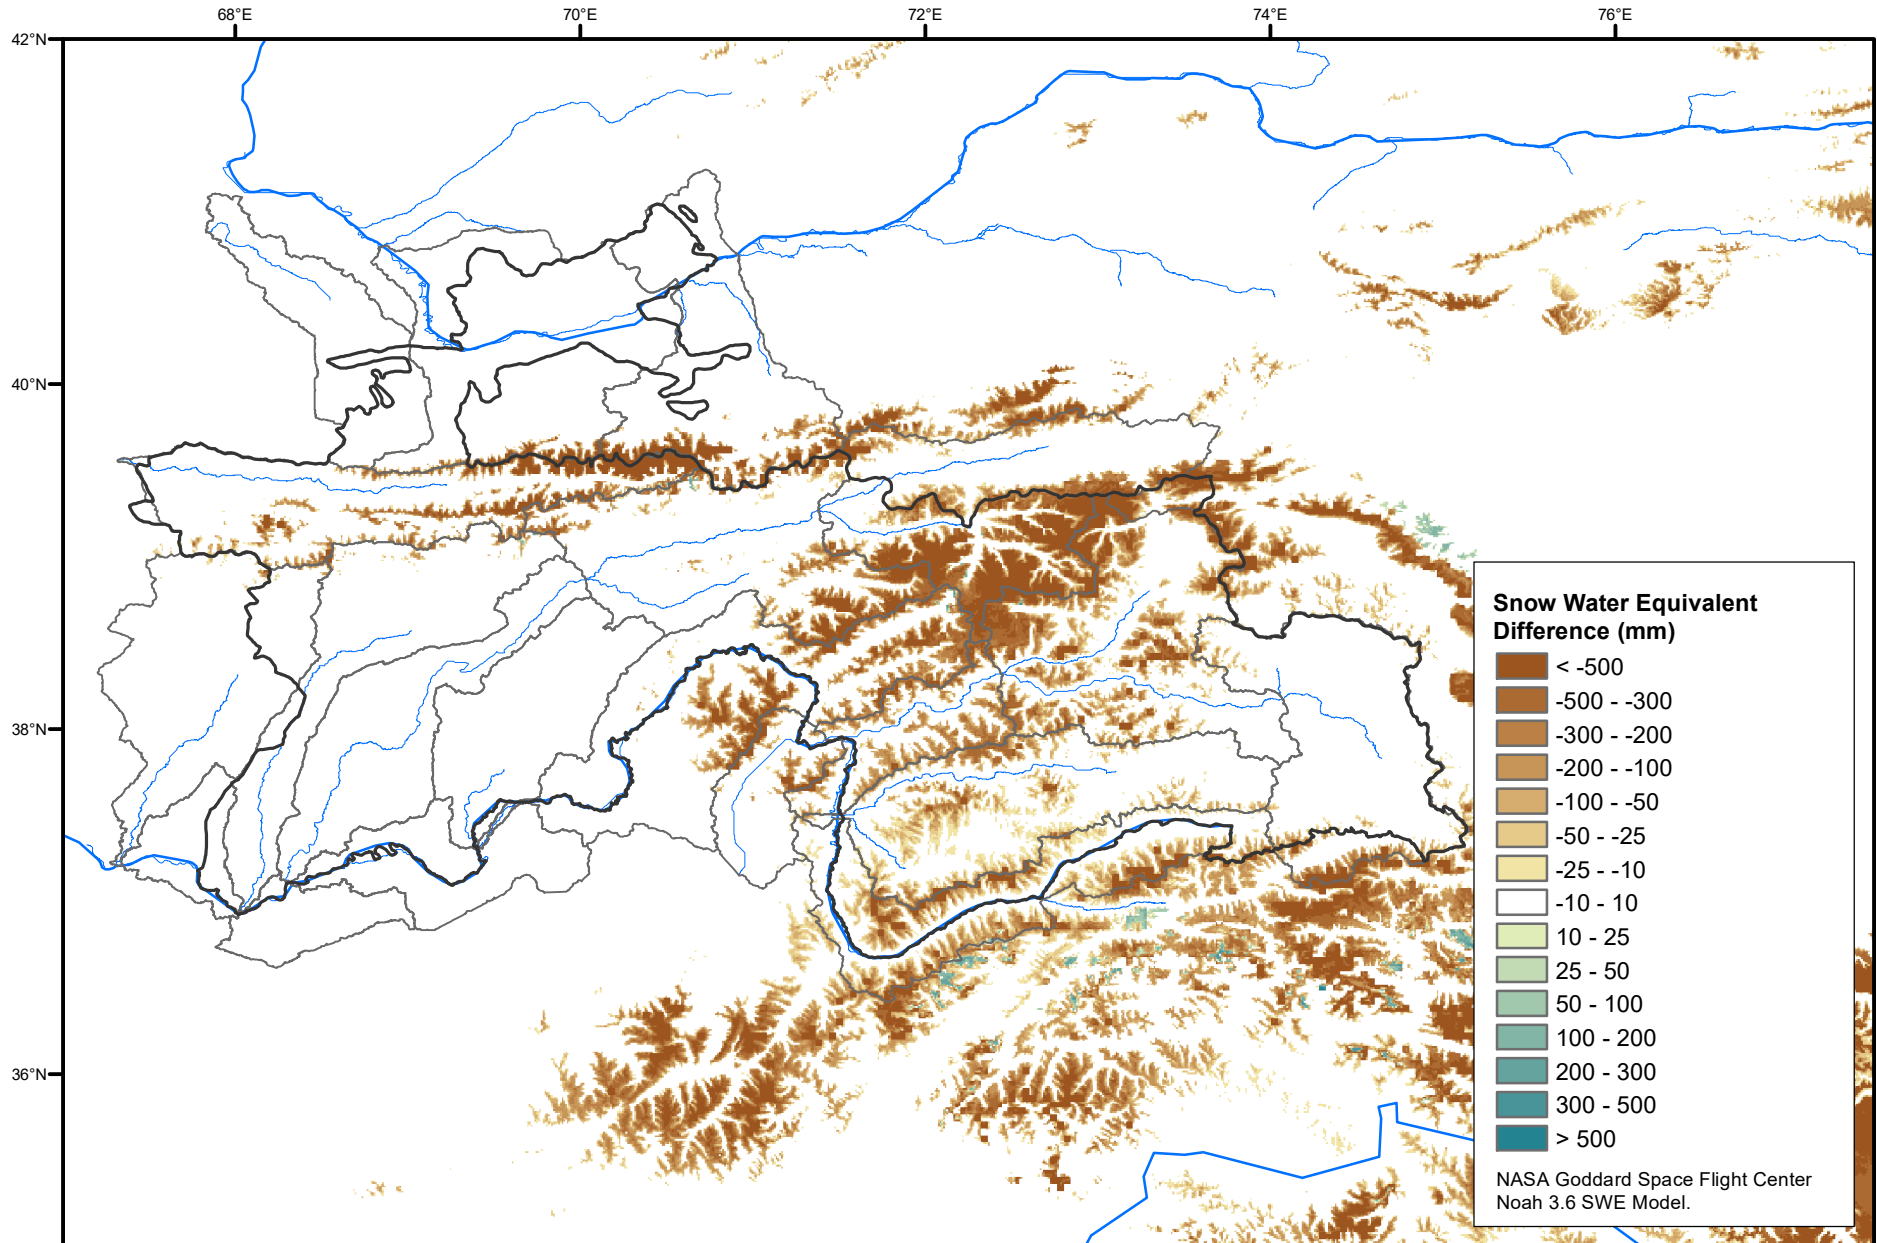 68°E 70°E 72°E 74°E 76°E
42°N
40°N
38°N
36°N
Snow Water Equivalent
Difference (mm)
< -500
-500 - -300
-300 - -200
-200 - -100
-100 - -50
-50 - -25
-25 - -10
-10 - 10
10 - 25
25 - 50
50 - 100
100 - 200
200 - 300
300 - 500
> 500
NASA Goddard Space Flight Center
Noah 3.6 SWE Model.